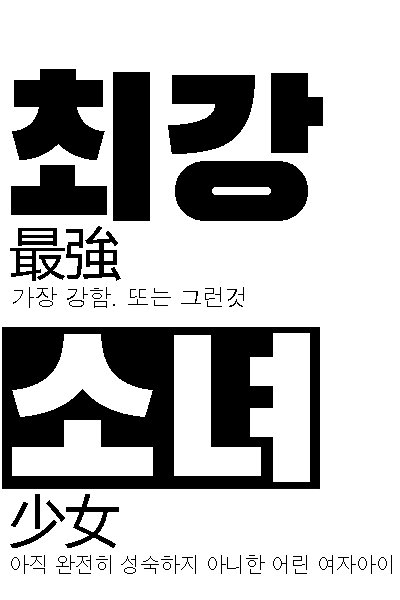 최강
最強
가장 강함. 또는 그런것
소녀
少女
아직 완전히 성숙하지 아니한 어린 여자아이